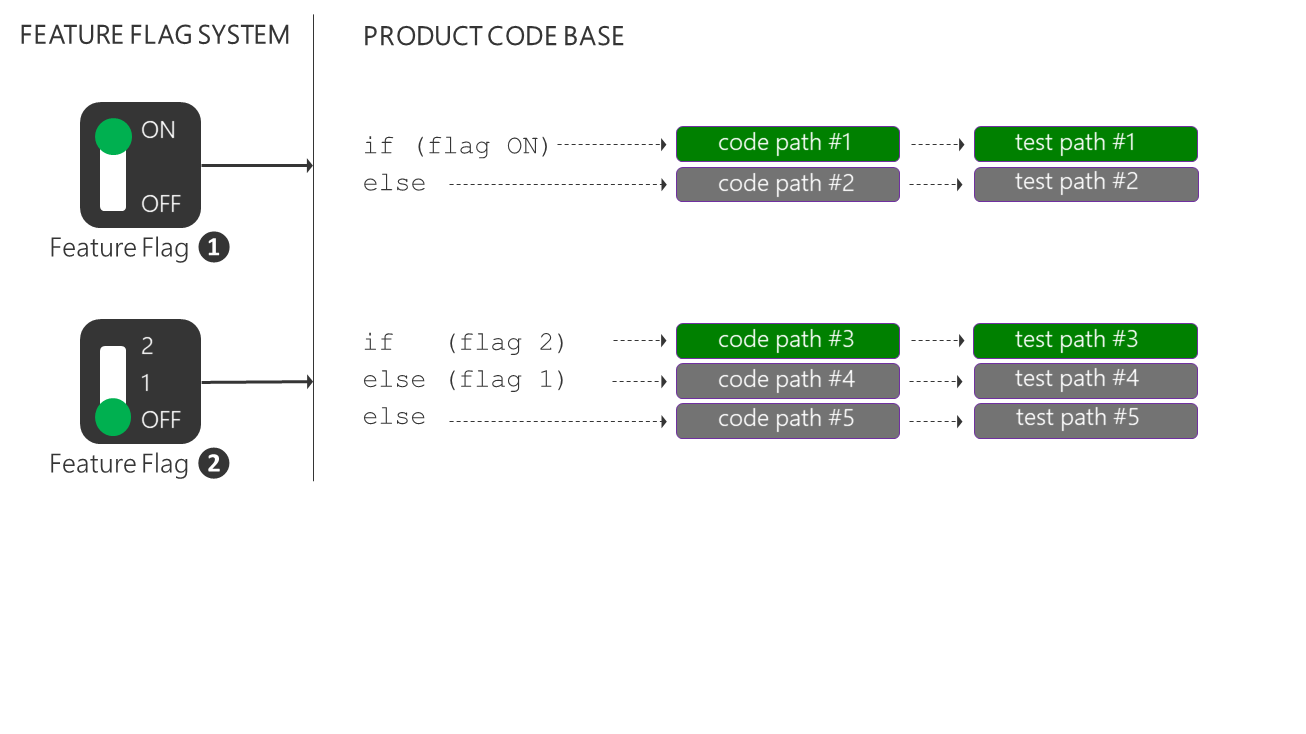 FEATURE FLAG SYSTEM
PRODUCT CODE BASE
ON
OFF
Feature Flag 1
if (flag ON)
code path #1
test path #1
else
code path #2
test path #2
2
1
OFF
Feature Flag 2
if (flag 2)
code path #3
test path #3
else (flag 1)
code path #4
test path #4
else
code path #5
test path #5